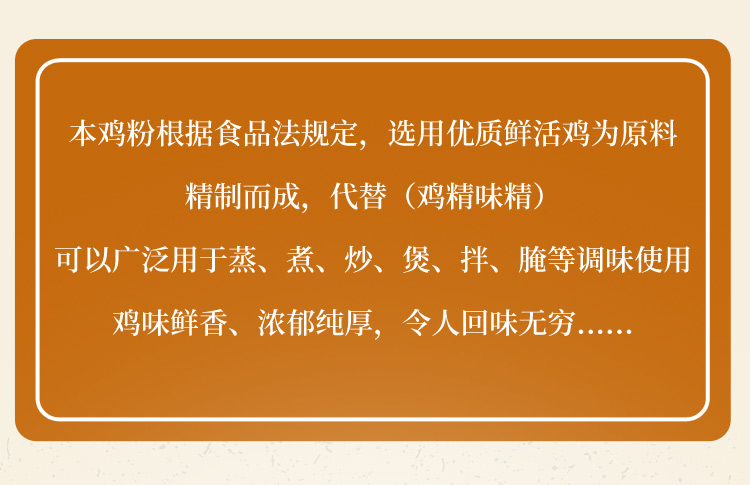 本鸡粉根据食品法规定，选用优质鲜活鸡为原料
精制而成，代替（鸡精味精）
可以广泛用于蒸、煮、炒、煲、拌、腌等调味使用
鸡味鲜香、浓郁纯厚，令人回味无穷......